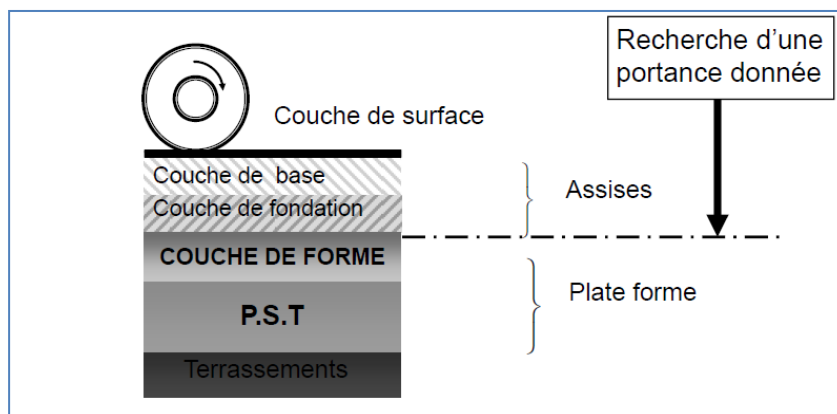 Recherche d'une
portance donnée
Couche de surface
Couche de base
Couche de fondation
Assises
COUCHE DE FORME
P.S.T
Plate forme
Terrassements